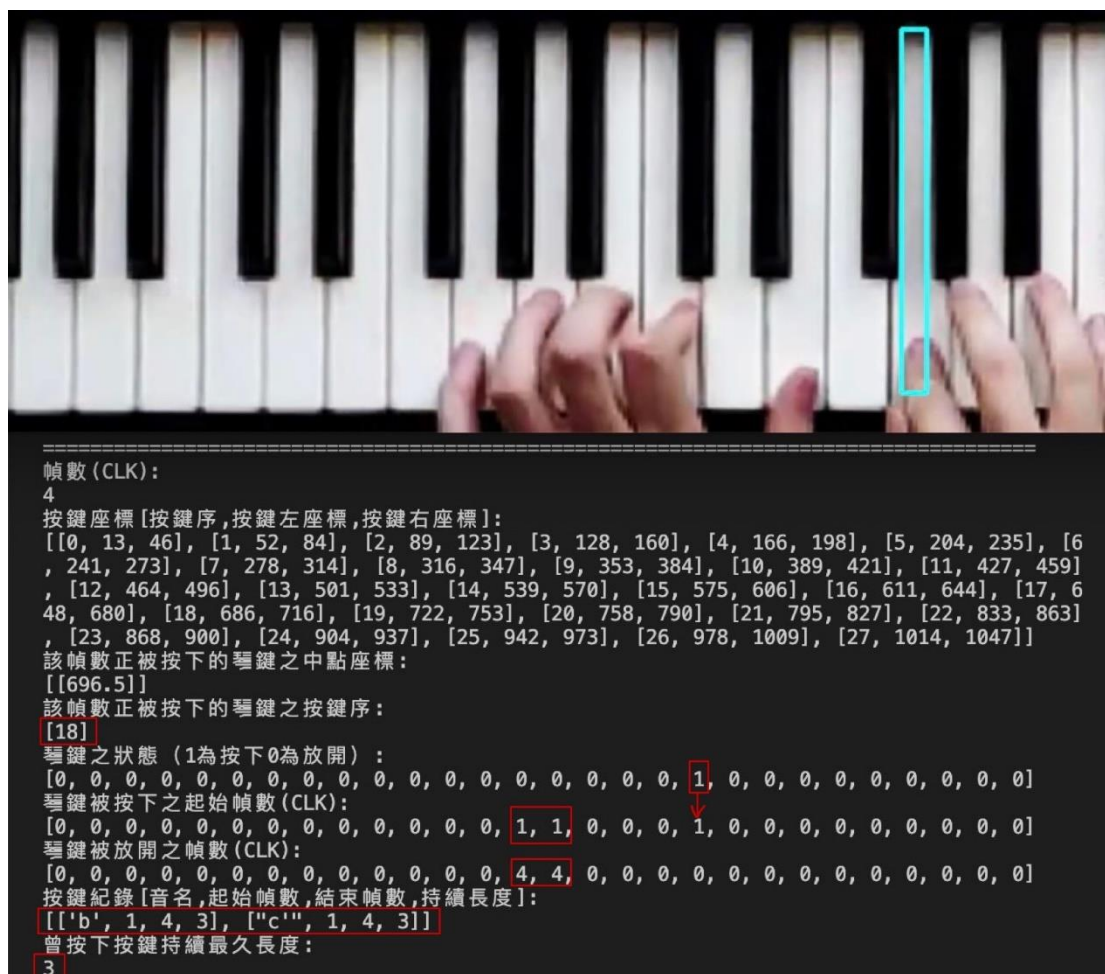 ====================================================================================
幀數(CLK):
4
按鍵座標[按鍵序,按鍵左座標,按鍵右座標]:
[[0, 13, 46], [1, 52, 84], [2, 89, 123], [3, 128, 160], [4, 166, 198], [5, 204, 235], [6
, 241, 273], [7, 278, 314], [8, 316, 347], [9, 353, 384], [10, 389, 421], [11, 427, 459]
, [12, 464, 496], [13, 501, 533], [14, 539, 570], [15, 575, 606], [16, 611, 644], [17, 6
48, 680], [18, 686, 716], [19, 722, 753], [20, 758, 790], [21, 795, 827], [22, 833, 863]
, [23, 868, 900], [24, 904, 937], [25, 942, 973], [26, 978, 1009], [27, 1014, 1047]]
該幀數正被按下的琴鍵之中點座標:
[[696.5]]
該幀數正被按下的琴鍵之按鍵序:
[18]
琴鍵之狀態（1為按下0為放開）:
[0, 0, 0, 0, 0, 0, 0, 0, 0, 0, 0, 0, 0, 0, 0, 0, 0, 0, 1, 0, 0, 0, 0, 0, 0, 0, 0, 0]
琴鍵被按下之起始幀數(CLK):
[0, 0, 0, 0, 0, 0, 0, 0, 0, 0, 0, 0, 0, 1, 1, 0, 0, 0, 1, 0, 0, 0, 0, 0, 0, 0, 0, 0]
琴鍵被放開之幀數(CLK):
[0, 0, 0, 0, 0, 0, 0, 0, 0, 0, 0, 0, 0, 4, 4, 0, 0, 0, 0, 0, 0, 0, 0, 0, 0, 0, 0, 0]
按鍵紀錄[音名,起始幀數,結束幀數,持續長度]:
[['b', 1, 4, 3], ["c'", 1, 4, 3]]
曾按下按鍵持續最久長度:
3